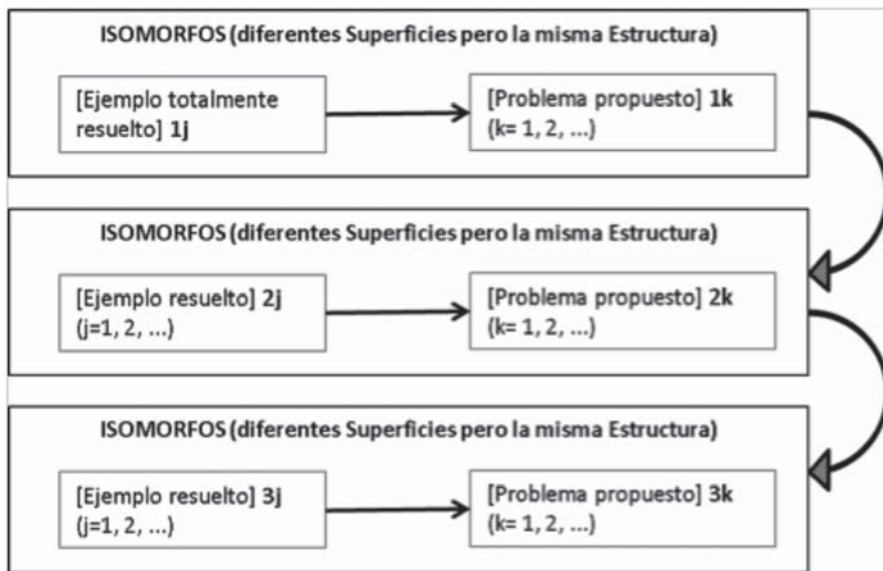 ISOMORFOS (diferentes Superficies pero la misma Estructura)
[Ejemplo totalmente
resuelto] 1j
[Problema propuesto] 1k
(k= 1, 2, ...)
ISOMORFOS (diferentes Superficies pero la misma Estructura)
[Ejemplo resuelto] 2j
(j=1, 2, ...)
[Problema propuesto] 2k
(k= 1, 2, ...)
ISOMORFOS (diferentes Superficies pero la misma Estructura)
[Ejemplo resuelto] 3j
(j=1, 2, ...)
[Problema propuesto] 3k
(k= 1, 2, ...)